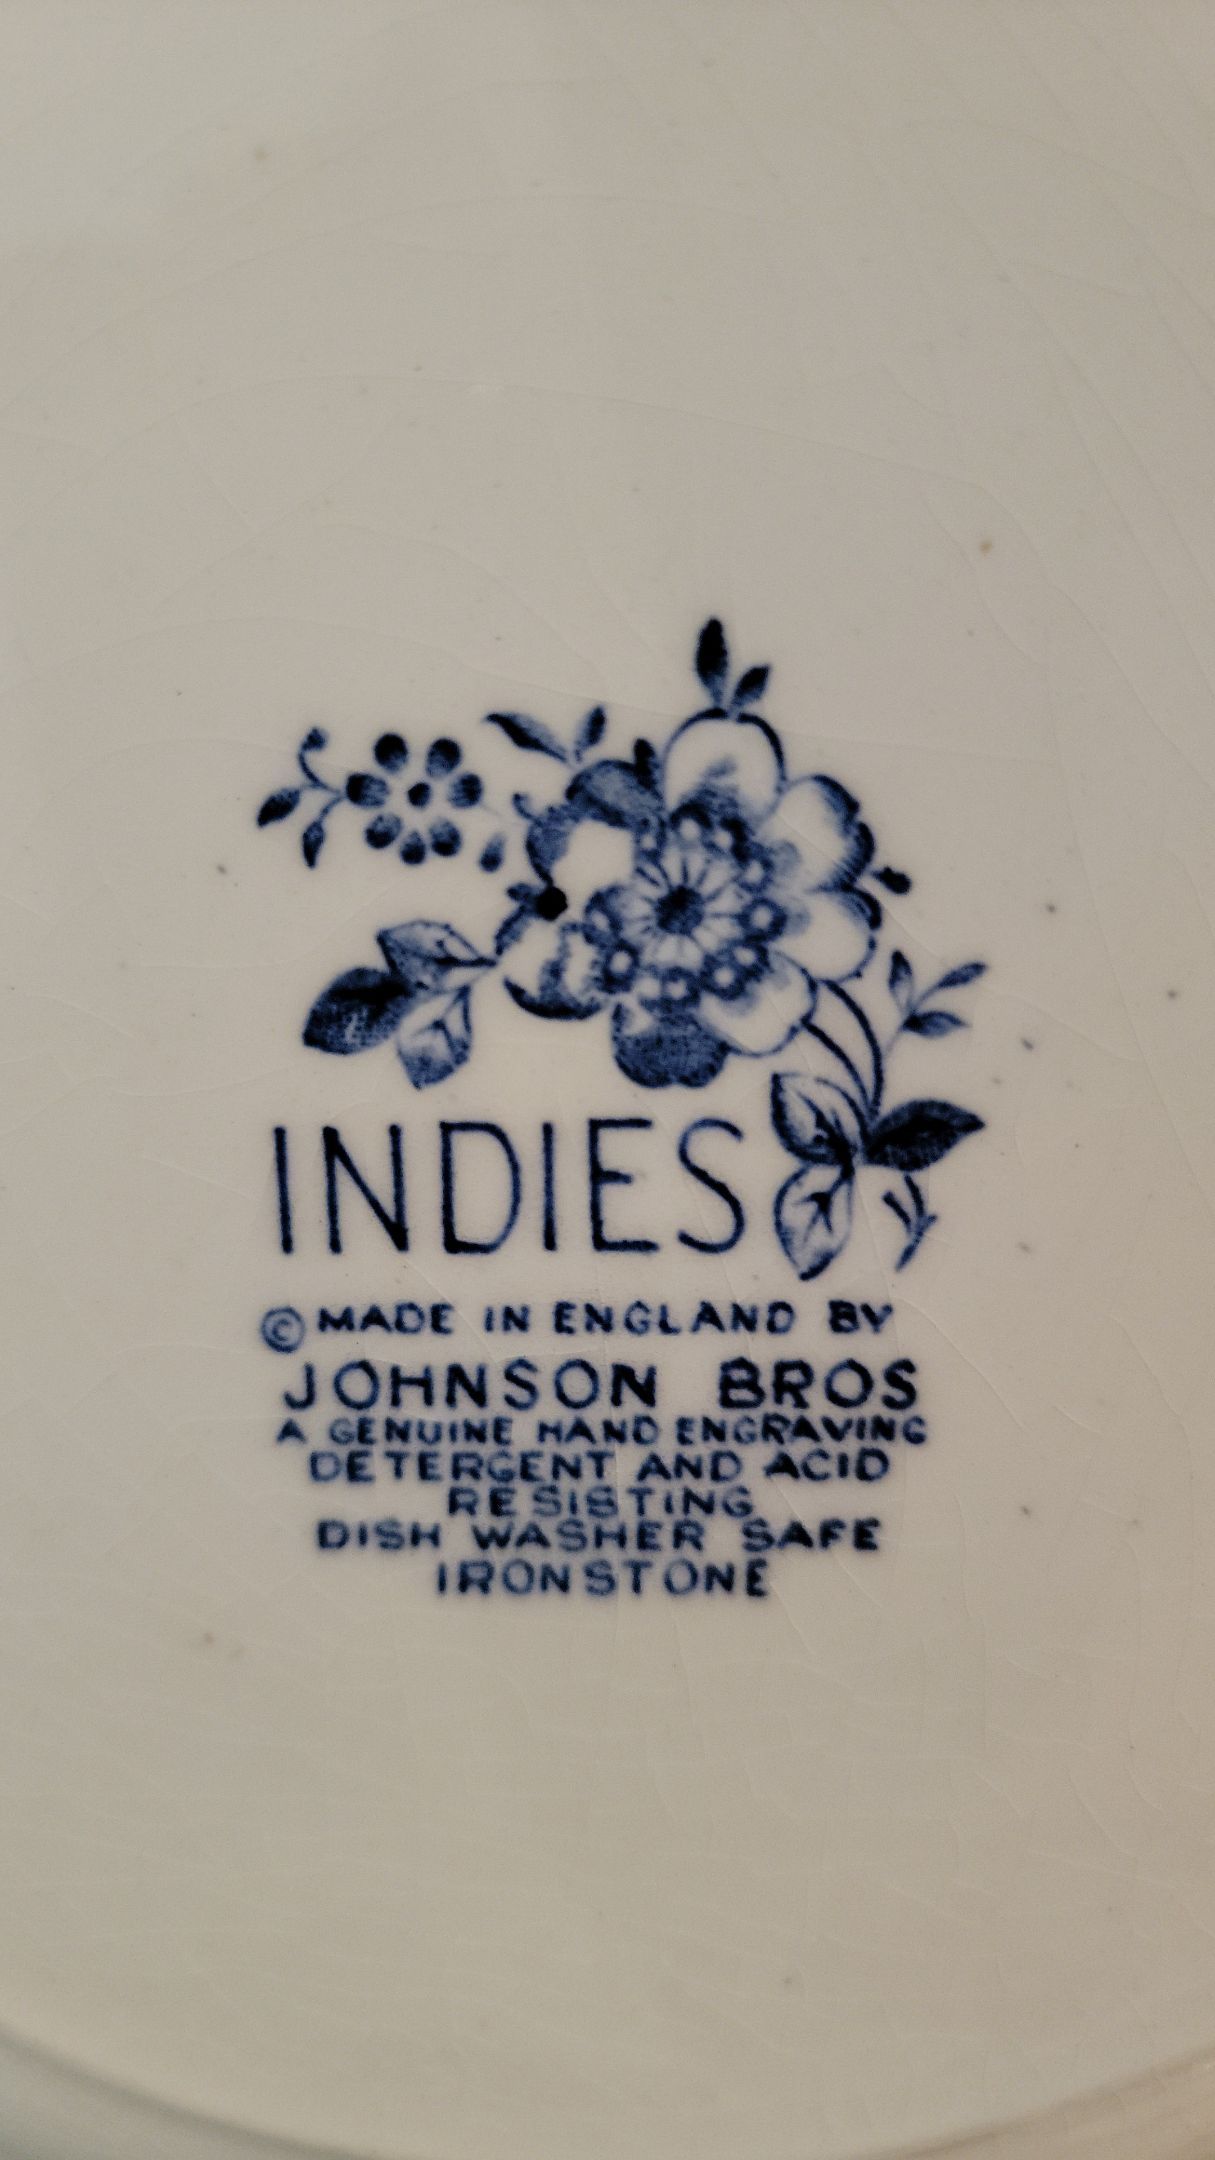 INDIES
© MADE IN ENGLAND BY
JOHNSON BROS
A GENUINE HAND ENGRAVING
DETERGENT AND ACID
RESISTING
DISH WASHER SAFE
IRONSTONE